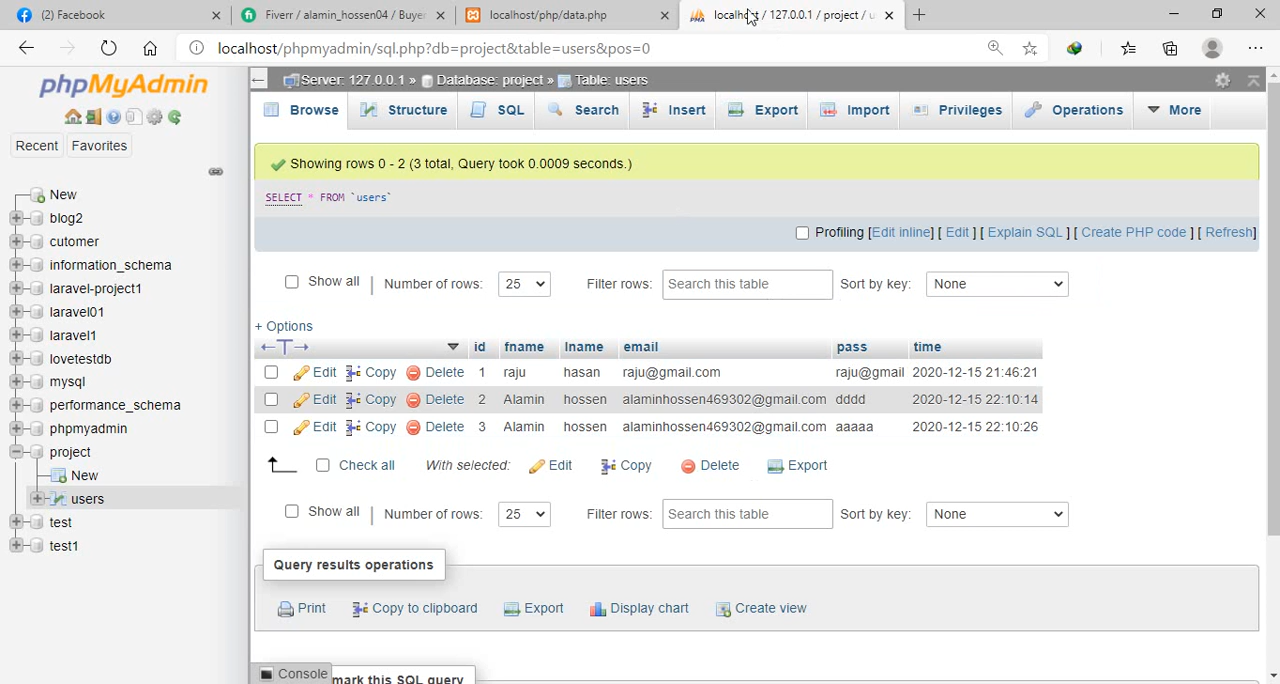 (2) Facebook
Fiverr / alamin_hossen04 / Buyer
localhost/php/data.php
localhost / 127.0.0.1 / project / u
localhost/phpmyadmin/sql.php?db=project&table=users&pos=0
phpMyAdmin
Recent Favorites
New
blog2
cutomer
information_schema
laravel-project1
laravel01
laravel1
lovetestdb
mysql
performance_schema
phpmyadmin
project
New
users
test
test1
Server: 127.0.0.1 » Database: project » Table: users
Browse Structure SQL Search Insert Export Import Privileges Operations More
Showing rows 0 - 2 (3 total, Query took 0.0009 seconds.)
SELECT * FROM `users`
Profiling [Edit inline] [ Edit ] [ Explain SQL ] [ Create PHP code ] [ Refresh]
Show all | Number of rows: 25 Filter rows: Search this table Sort by key: None
+ Options
←T→ id fname lname email pass time
Edit Copy Delete 1 raju hasan raju@gmail.com raju@gmail 2020-12-15 21:46:21
Edit Copy Delete 2 Alamin hossen alaminhossen469302@gmail.com dddd 2020-12-15 22:10:14
Edit Copy Delete 3 Alamin hossen alaminhossen469302@gmail.com aaaaa 2020-12-15 22:10:26
Check all With selected: Edit Copy Delete Export
Show all | Number of rows: 25 Filter rows: Search this table Sort by key: None
Query results operations
Print Copy to clipboard Export Display chart Create view
Console
mark this SQL query